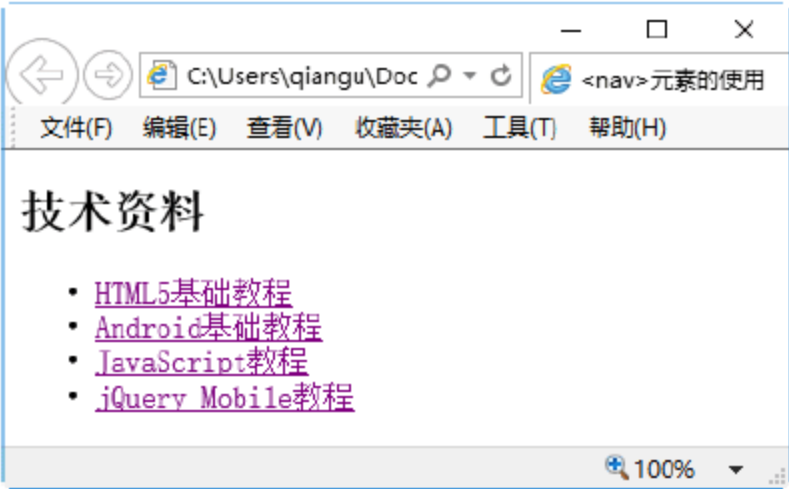 C:\Users\qiangu\Doc <nav>元素的使用
文件(F) 编辑(E) 查看(V) 收藏夹(A) 工具(T) 帮助(H)
技术资料
HTML5基础教程
Android基础教程
JavaScript教程
jQuery Mobile教程
100%